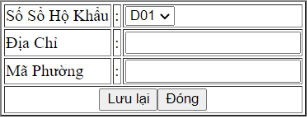 Số Sổ Hộ Khẩu : D01
Địa Chỉ :
Mã Phường :
Lưu lại Đóng